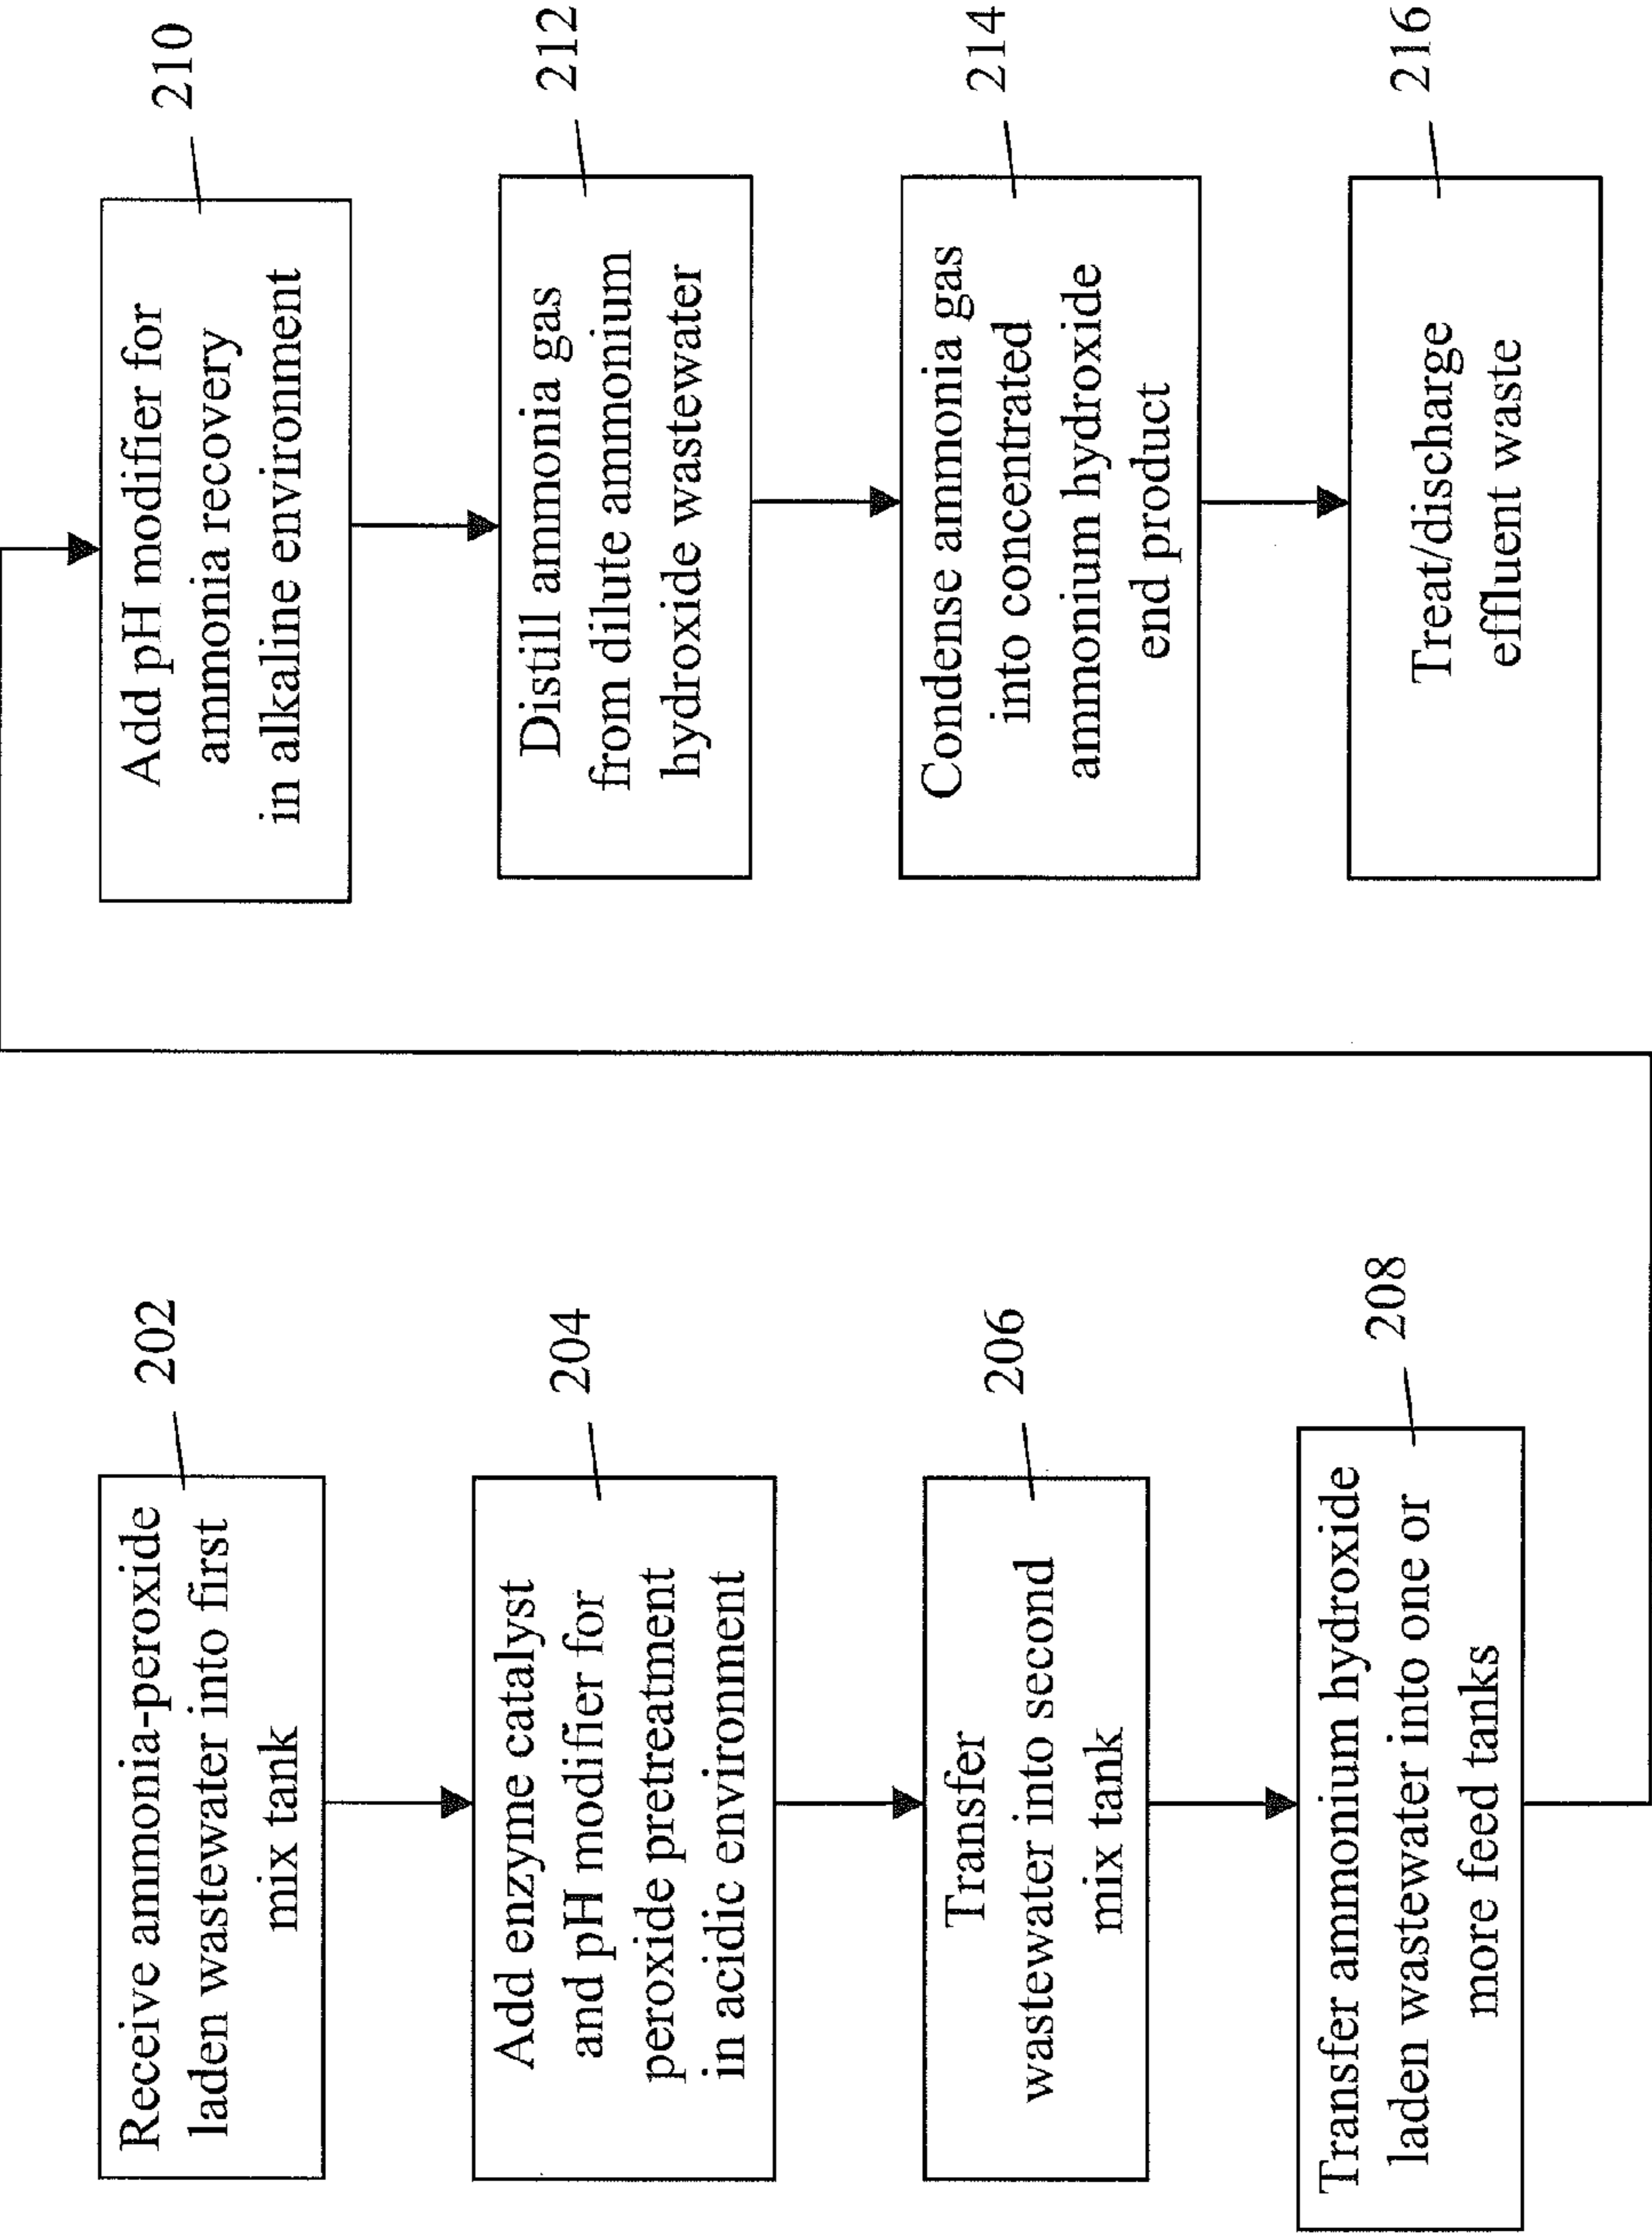 Receive ammonia-peroxide
laden wastewater into first
mix tank
202
Add enzyme catalyst
and pH modifier for
peroxide pretreatment
in acidic environment
204
Transfer
wastewater into second
mix tank
206
Transfer ammonium hydroxide
laden wastewater into one or
more feed tanks
208
Add pH modifier for
ammonia recovery
in alkaline environment
210
Distill ammonia gas
from dilute ammonium
hydroxide wastewater
212
Condense ammonia gas
into concentrated
ammonium hydroxide
end product
214
Treat/discharge
effluent waste
216